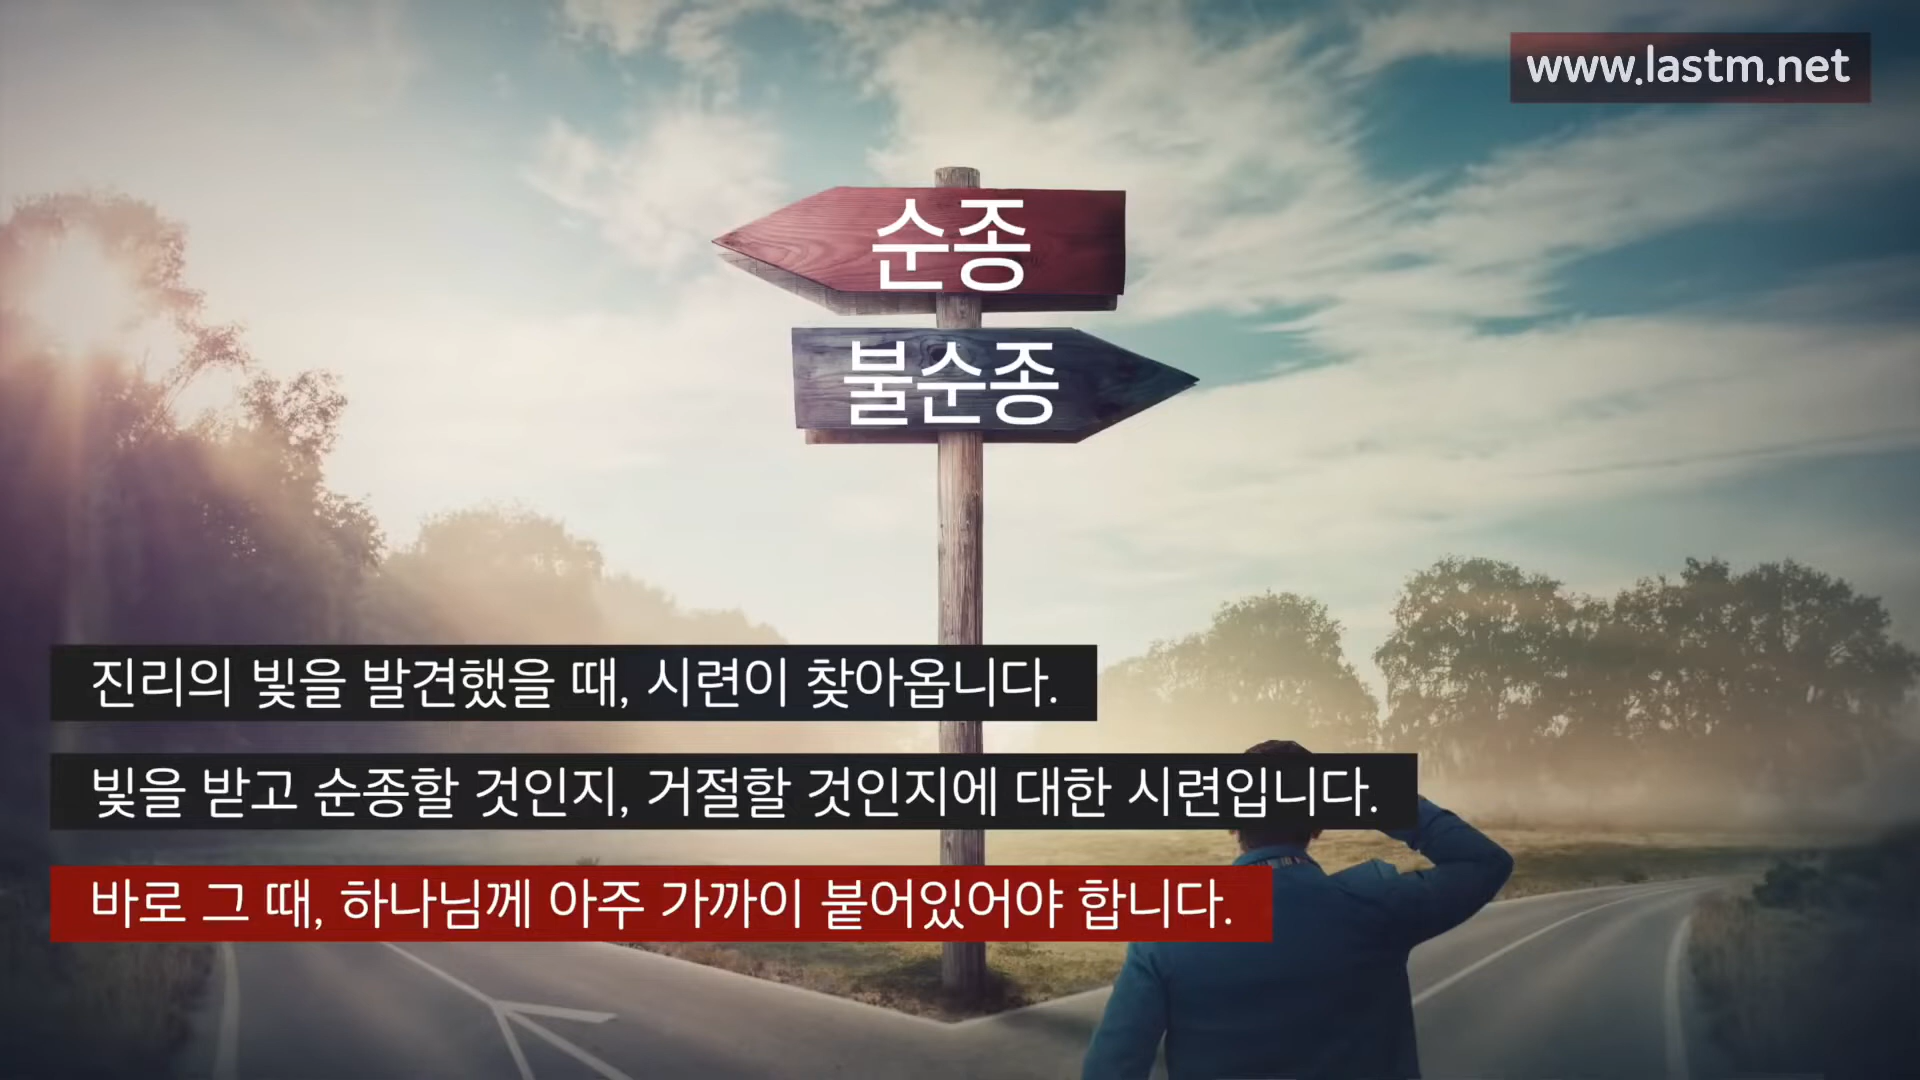 www.lastm.net
순종
불순종
진리의 빛을 발견했을 때, 시련이 찾아옵니다.
빛을 받고 순종할 것인지, 거절할 것인지에 대한 시련입니다.
바로 그 때, 하나님께 아주 가까이 붙어있어야 합니다.